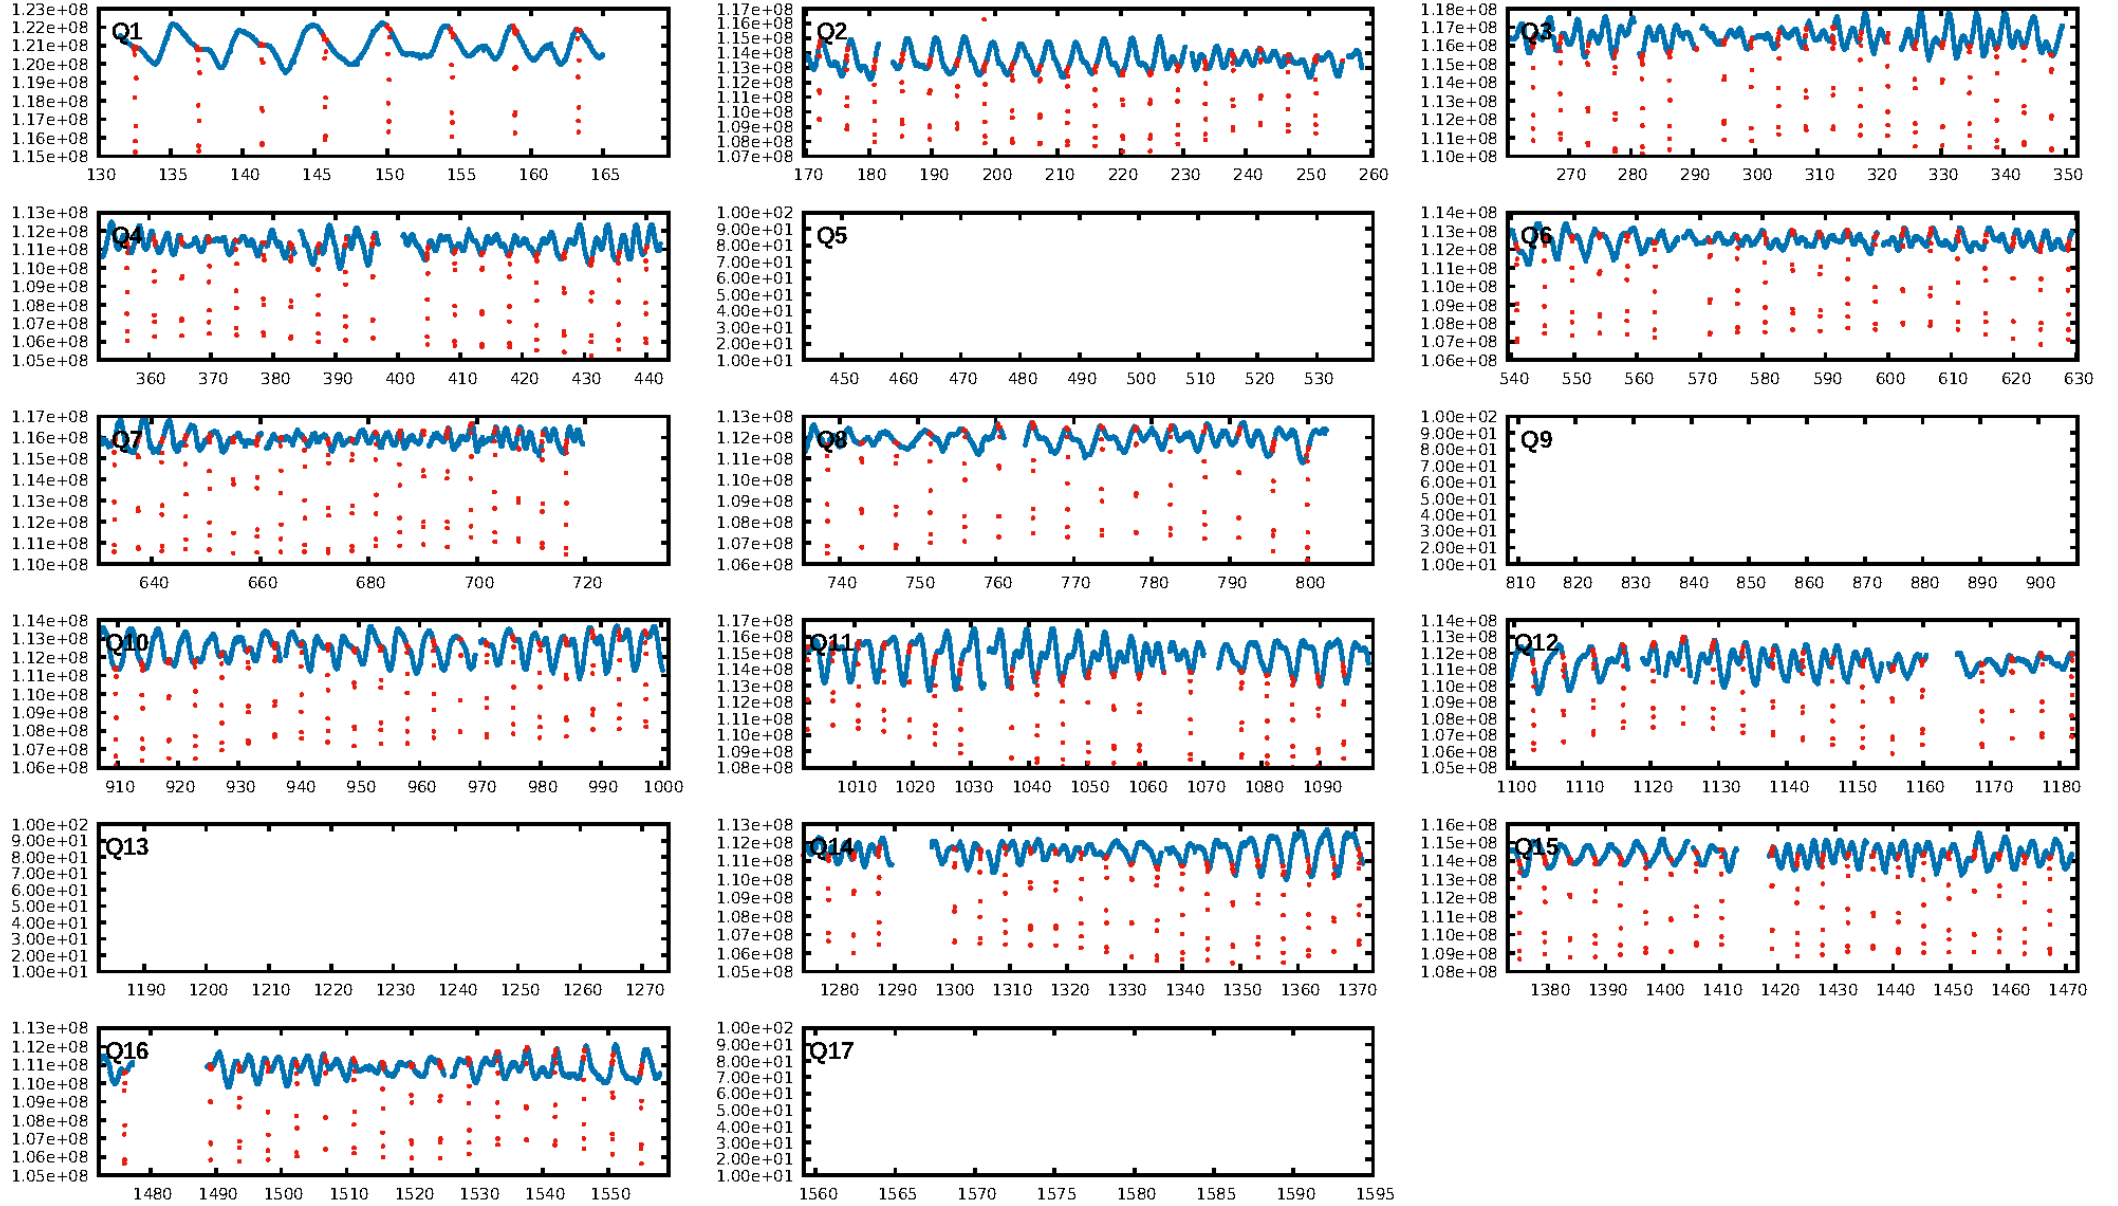 1.23e+08
1.22e+08
1.21e+08
1.20e+08
1.19e+08
1.18e+08
1.17e+08
1.16e+08
1.15e+08
Q1
130 135 140 145 150 155 160 165
1.17e+08
1.16e+08
1.15e+08
1.14e+08
1.13e+08
1.12e+08
1.11e+08
1.10e+08
1.09e+08
1.08e+08
1.07e+08
Q2
170 180 190 200 210 220 230 240 250 260
1.18e+08
1.17e+08
1.16e+08
1.15e+08
1.14e+08
1.13e+08
1.12e+08
1.11e+08
1.10e+08
Q3
270 280 290 300 310 320 330 340 350
1.13e+08
1.12e+08
1.11e+08
1.10e+08
1.09e+08
1.08e+08
1.07e+08
1.06e+08
1.05e+08
Q4
360 370 380 390 400 410 420 430 440
1.00e+02
9.00e+01
8.00e+01
7.00e+01
6.00e+01
5.00e+01
4.00e+01
3.00e+01
2.00e+01
1.00e+01
Q5
450 460 470 480 490 500 510 520 530
1.14e+08
1.13e+08
1.12e+08
1.11e+08
1.10e+08
1.09e+08
1.08e+08
1.07e+08
1.06e+08
Q6
540 550 560 570 580 590 600 610 620 630
1.17e+08
1.16e+08
1.15e+08
1.14e+08
1.13e+08
1.12e+08
1.11e+08
1.10e+08
Q7
640 660 680 700 720
1.13e+08
1.12e+08
1.11e+08
1.10e+08
1.09e+08
1.08e+08
1.07e+08
1.06e+08
Q8
740 750 760 770 780 790 800
1.00e+02
9.00e+01
8.00e+01
7.00e+01
6.00e+01
5.00e+01
4.00e+01
3.00e+01
2.00e+01
1.00e+01
Q9
810 820 830 840 850 860 870 880 890 900
1.14e+08
1.13e+08
1.12e+08
1.11e+08
1.10e+08
1.09e+08
1.08e+08
1.07e+08
1.06e+08
Q10
910 920 930 940 950 960 970 980 990 1000
1.17e+08
1.16e+08
1.15e+08
1.14e+08
1.13e+08
1.12e+08
1.11e+08
1.10e+08
1.09e+08
1.08e+08
Q11
1010 1020 1030 1040 1050 1060 1070 1080 1090
1.14e+08
1.13e+08
1.12e+08
1.11e+08
1.10e+08
1.09e+08
1.08e+08
1.07e+08
1.06e+08
1.05e+08
Q12
1100 1110 1120 1130 1140 1150 1160 1170 1180
1.00e+02
9.00e+01
8.00e+01
7.00e+01
6.00e+01
5.00e+01
4.00e+01
3.00e+01
2.00e+01
1.00e+01
Q13
1190 1200 1210 1220 1230 1240 1250 1260 1270
1.13e+08
1.12e+08
1.11e+08
1.10e+08
1.09e+08
1.08e+08
1.07e+08
1.06e+08
1.05e+08
Q14
1280 1290 1300 1310 1320 1330 1340 1350 1360 1370
1.16e+08
1.15e+08
1.14e+08
1.13e+08
1.12e+08
1.11e+08
1.10e+08
1.09e+08
1.08e+08
Q15
1380 1390 1400 1410 1420 1430 1440 1450 1460 1470
1.13e+08
1.12e+08
1.11e+08
1.10e+08
1.09e+08
1.08e+08
1.07e+08
1.06e+08
1.05e+08
Q16
1480 1490 1500 1510 1520 1530 1540 1550
1.00e+02
9.00e+01
8.00e+01
7.00e+01
6.00e+01
5.00e+01
4.00e+01
3.00e+01
2.00e+01
1.00e+01
Q17
1560 1565 1570 1575 1580 1585 1590 1595